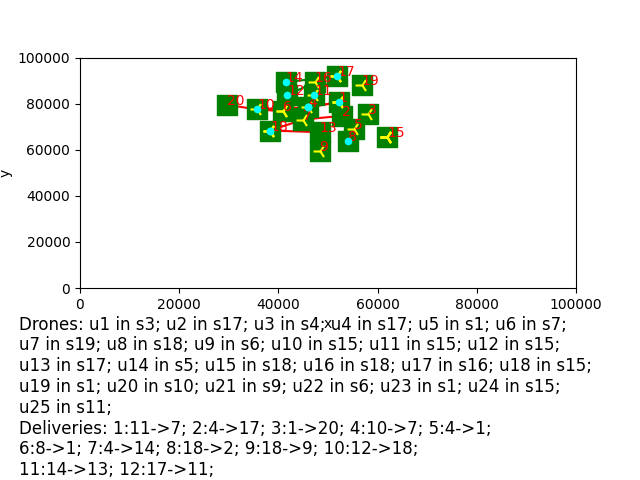 100000
80000
60000
40000
20000
0
y
0 20000 40000 60000 80000 100000
x
17
19
20
15
Drones: u1 in s3; u2 in s17; u3 in s4; u4 in s17; u5 in s1; u6 in s7;
u7 in s19; u8 in s18; u9 in s6; u10 in s15; u11 in s15; u12 in s15;
u13 in s17; u14 in s5; u15 in s18; u16 in s18; u17 in s16; u18 in s15;
u19 in s1; u20 in s10; u21 in s9; u22 in s6; u23 in s1; u24 in s15;
u25 in s11;
Deliveries: 1:11->7; 2:4->17; 3:1->20; 4:10->7; 5:4->1;
6:8->1; 7:4->14; 8:18->2; 9:18->9; 10:12->18;
11:14->13; 12:17->11;